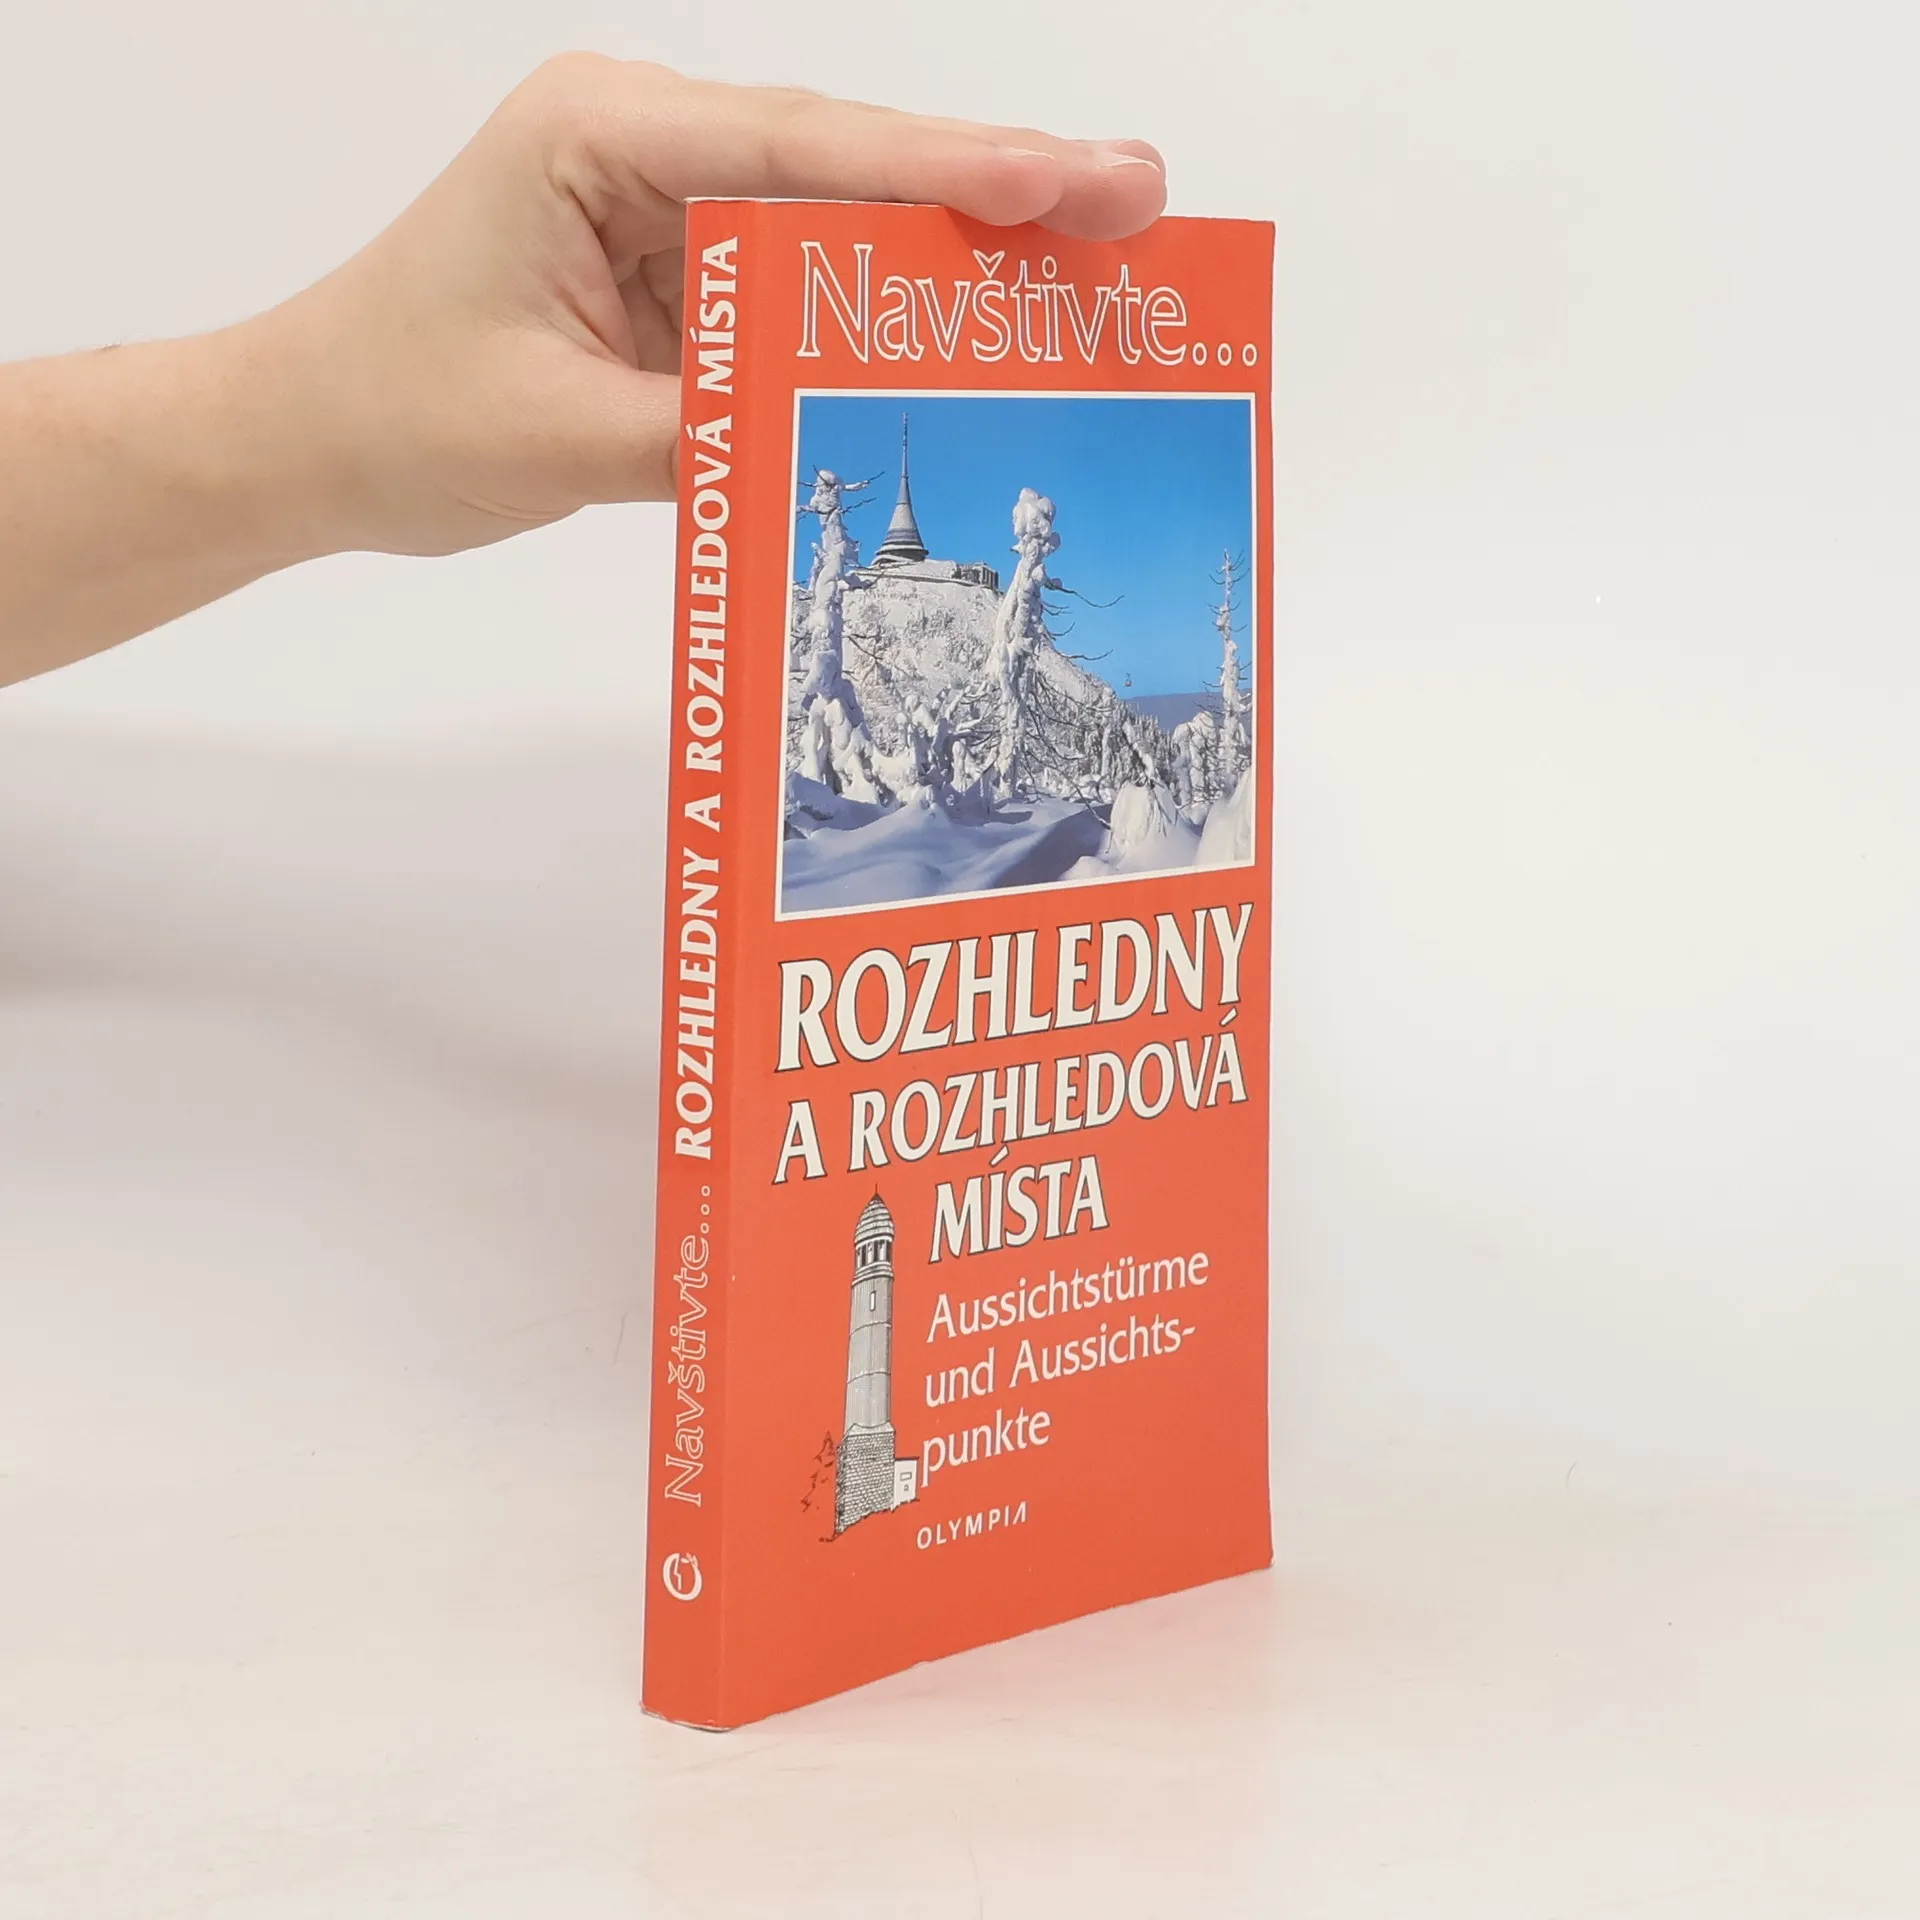 Navštivte... ROZHLEDNY A ROZHLEDOVÁ MÍSTA
Navštivte...
ROZHLEDNY
A ROZHLEDOVÁ
MÍSTA
Aussichtstürme
und Aussichts-
punkte
OLYMPIA